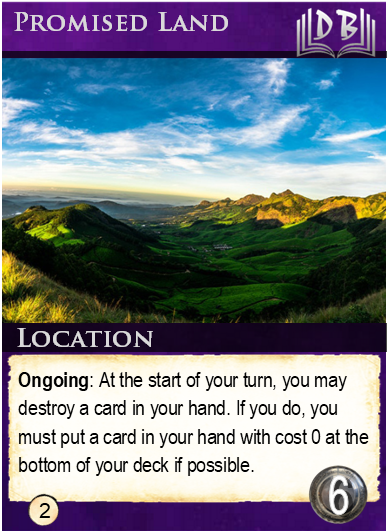 Promised Land
DB
Location
Ongoing: At the start of your turn, you may
destroy a card in your hand. If you do, you
must put a card in your hand with cost 0 at the
bottom of your deck if possible.
2
6